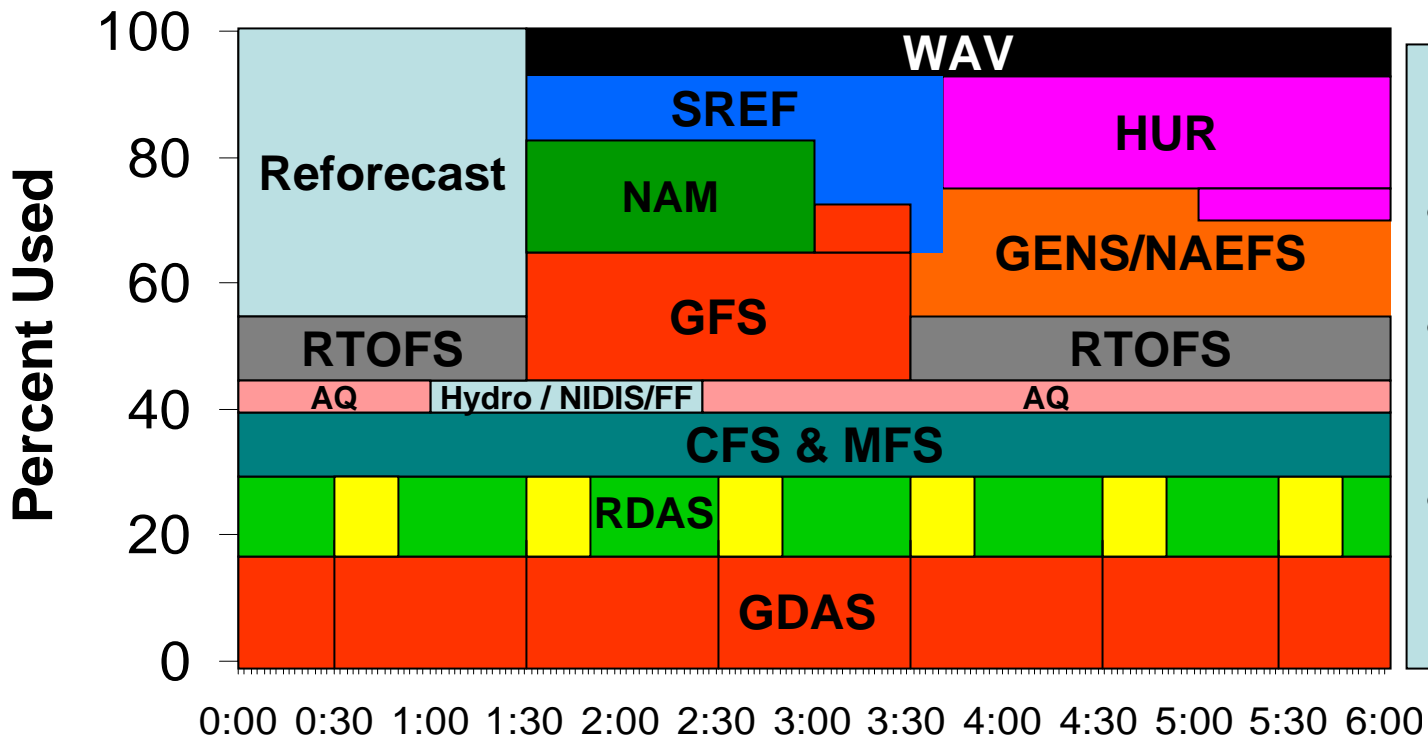 100
WAV
SREF
HUR
80
Reforecast
NAM
GENS/NAEFS
60
GFS
RTOFS
RTOFS
AQ
Hydro / NIDIS/FF
AQ
40
CFS & MFS
RDAS
20
GDAS
0
Percent Used
0:00 0:30 1:00 1:30 2:00 2:30 3:00 3:30 4:00 4:30 5:00 5:30 6:00